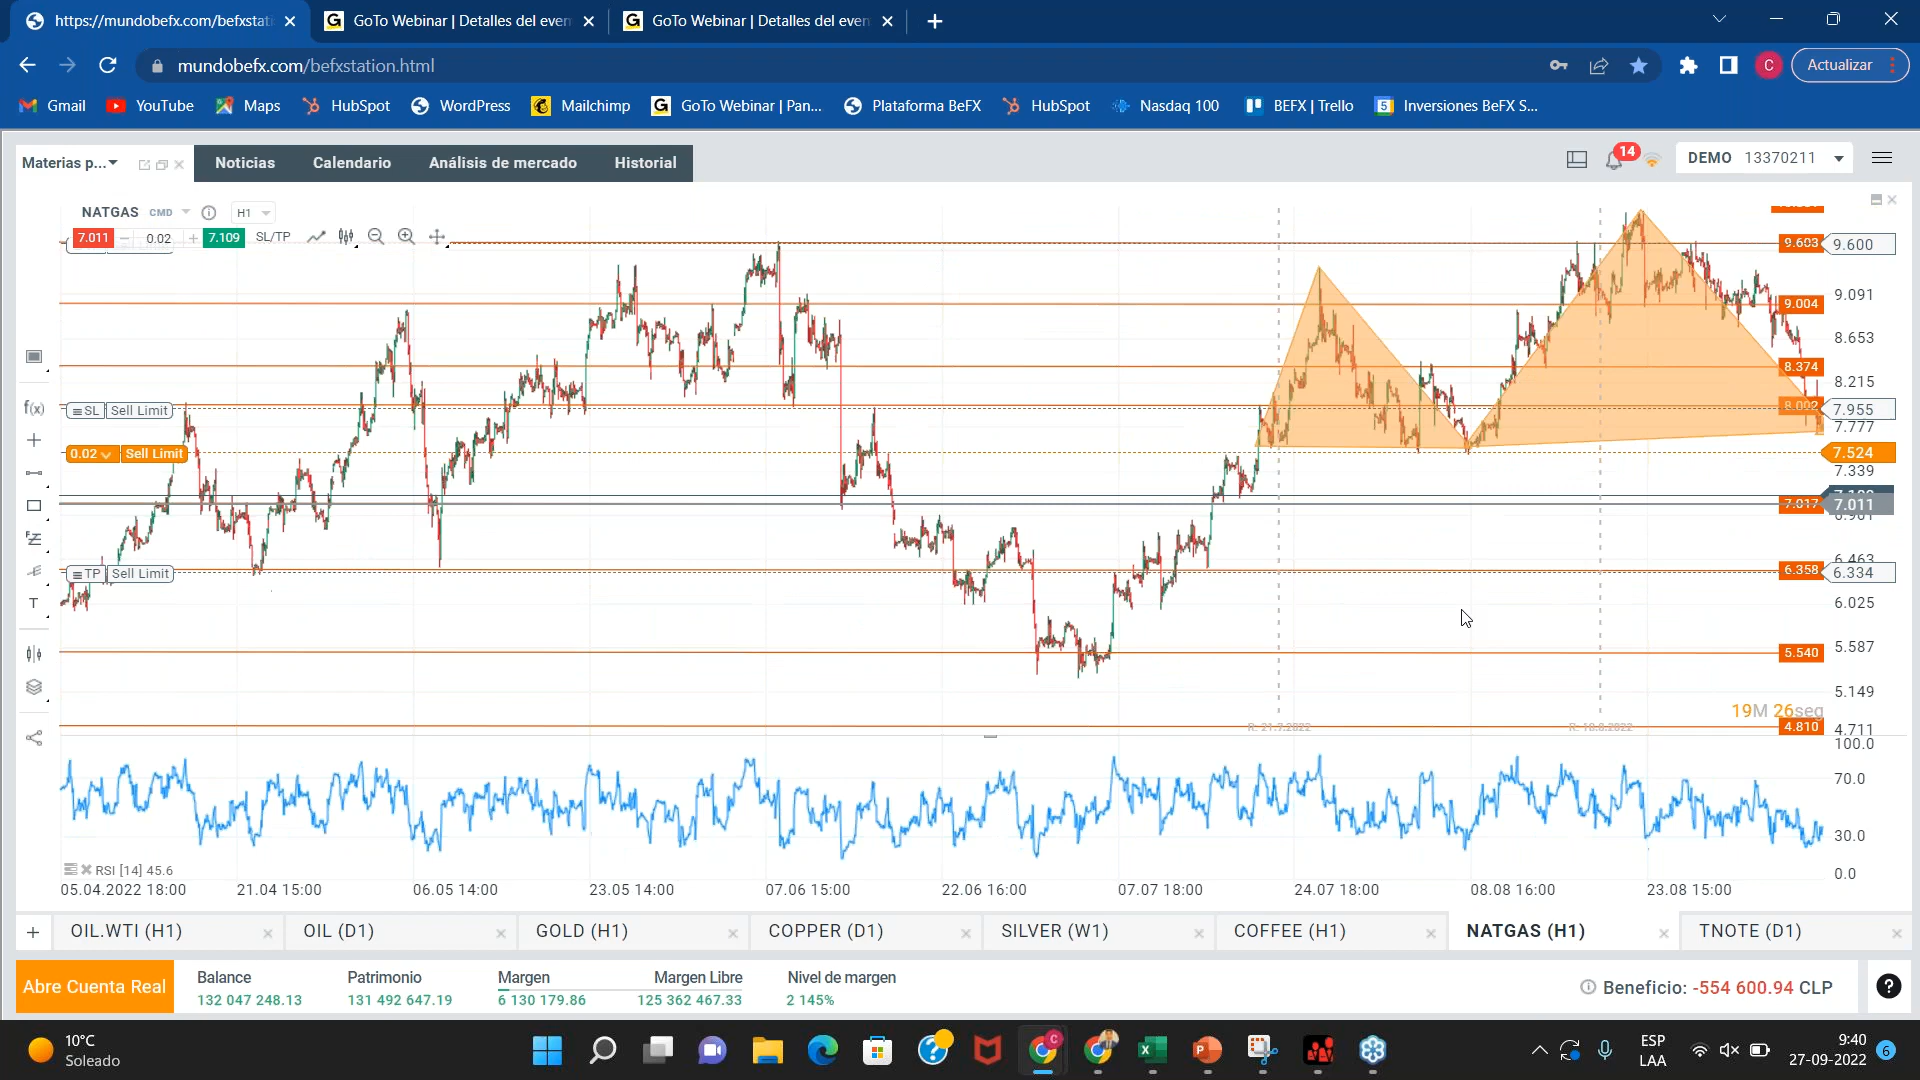 https://mundobefx.com/befxstati
GoTo Webinar | Detalles del even
GoTo Webinar | Detalles del even
mundobefx.com/befxstation.html
C
Actualizar
Gmail
YouTube
Maps
HubSpot
WordPress
Mailchimp
GoTo Webinar | Pan...
Plataforma BeFX
HubSpot
Nasdaq 100
BEFX | Trello
5
Inversiones BeFX S...
Materias p...
Noticias
Calendario
Análisis de mercado
Historial
14
DEMO 13370211
NATGAS CMD
H1
7.011
0.02
7.109
SL/TP
f(x)
T
SL Sell Limit
0.02 Sell Limit
TP Sell Limit
9.603
9.600
9.091
9.004
8.653
8.374
8.215
8.002
7.955
7.777
7.524
7.339
7.017
7.011
6.901
6.463
6.358
6.334
6.025
5.587
5.540
5.149
19M 26seg
4.810
4.711
R: 21.7.2022
100.0
70.0
30.0
0.0
RSI [14] 45.6
05.04.2022 18:00
21.04 15:00
06.05 14:00
23.05 14:00
07.06 15:00
22.06 16:00
07.07 18:00
24.07 18:00
08.08 16:00
23.08 15:00
OIL.WTI (H1)
OIL (D1)
GOLD (H1)
COPPER (D1)
SILVER (W1)
COFFEE (H1)
NATGAS (H1)
TNOTE (D1)
Abre Cuenta Real
Balance
132 047 248.13
Patrimonio
131 492 647.19
Margen
6 130 179.86
Margen Libre
125 362 467.33
Nivel de margen
2 145%
Beneficio: -554 600.94 CLP
10°C
Soleado
ESP
LAA
9:40
27-09-2022
6